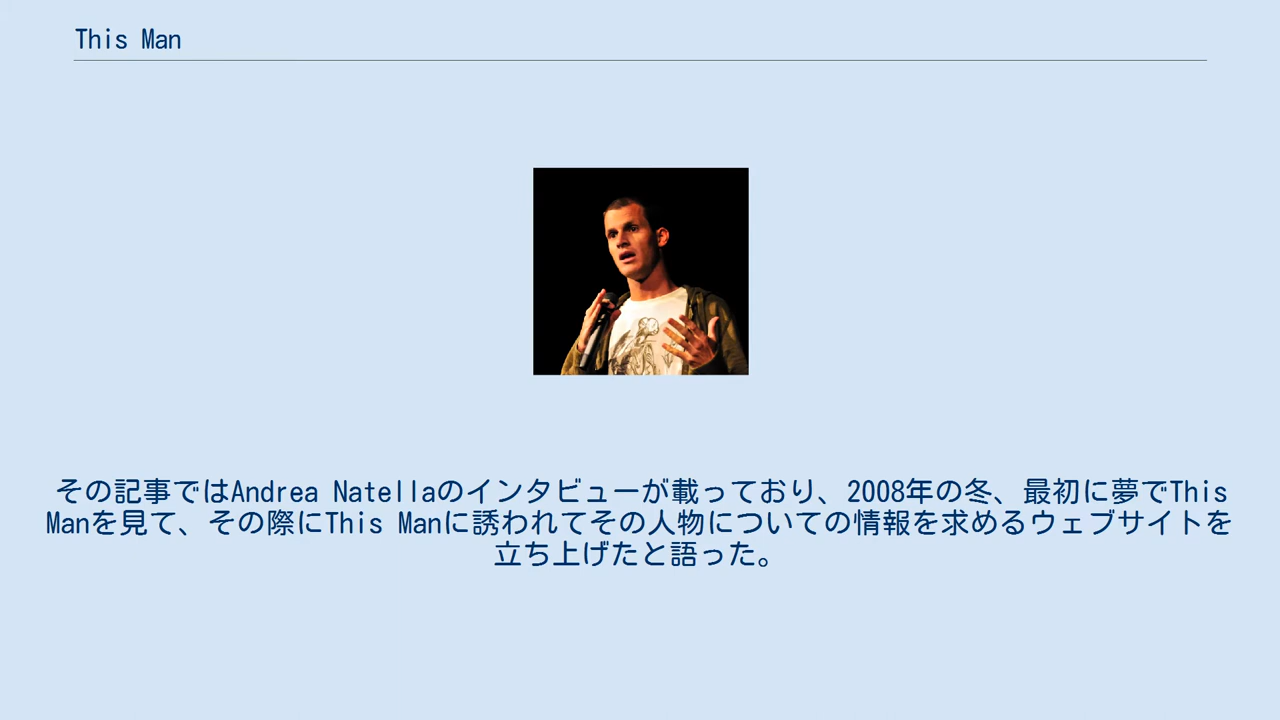 This Man
その記事ではAndrea Natellaのインタビューが載っており、2008年の冬、最初に夢でThis
Manを見て、その際にThis Manに誘われてその人物についての情報を求めるウェブサイトを
立ち上げたと語った。